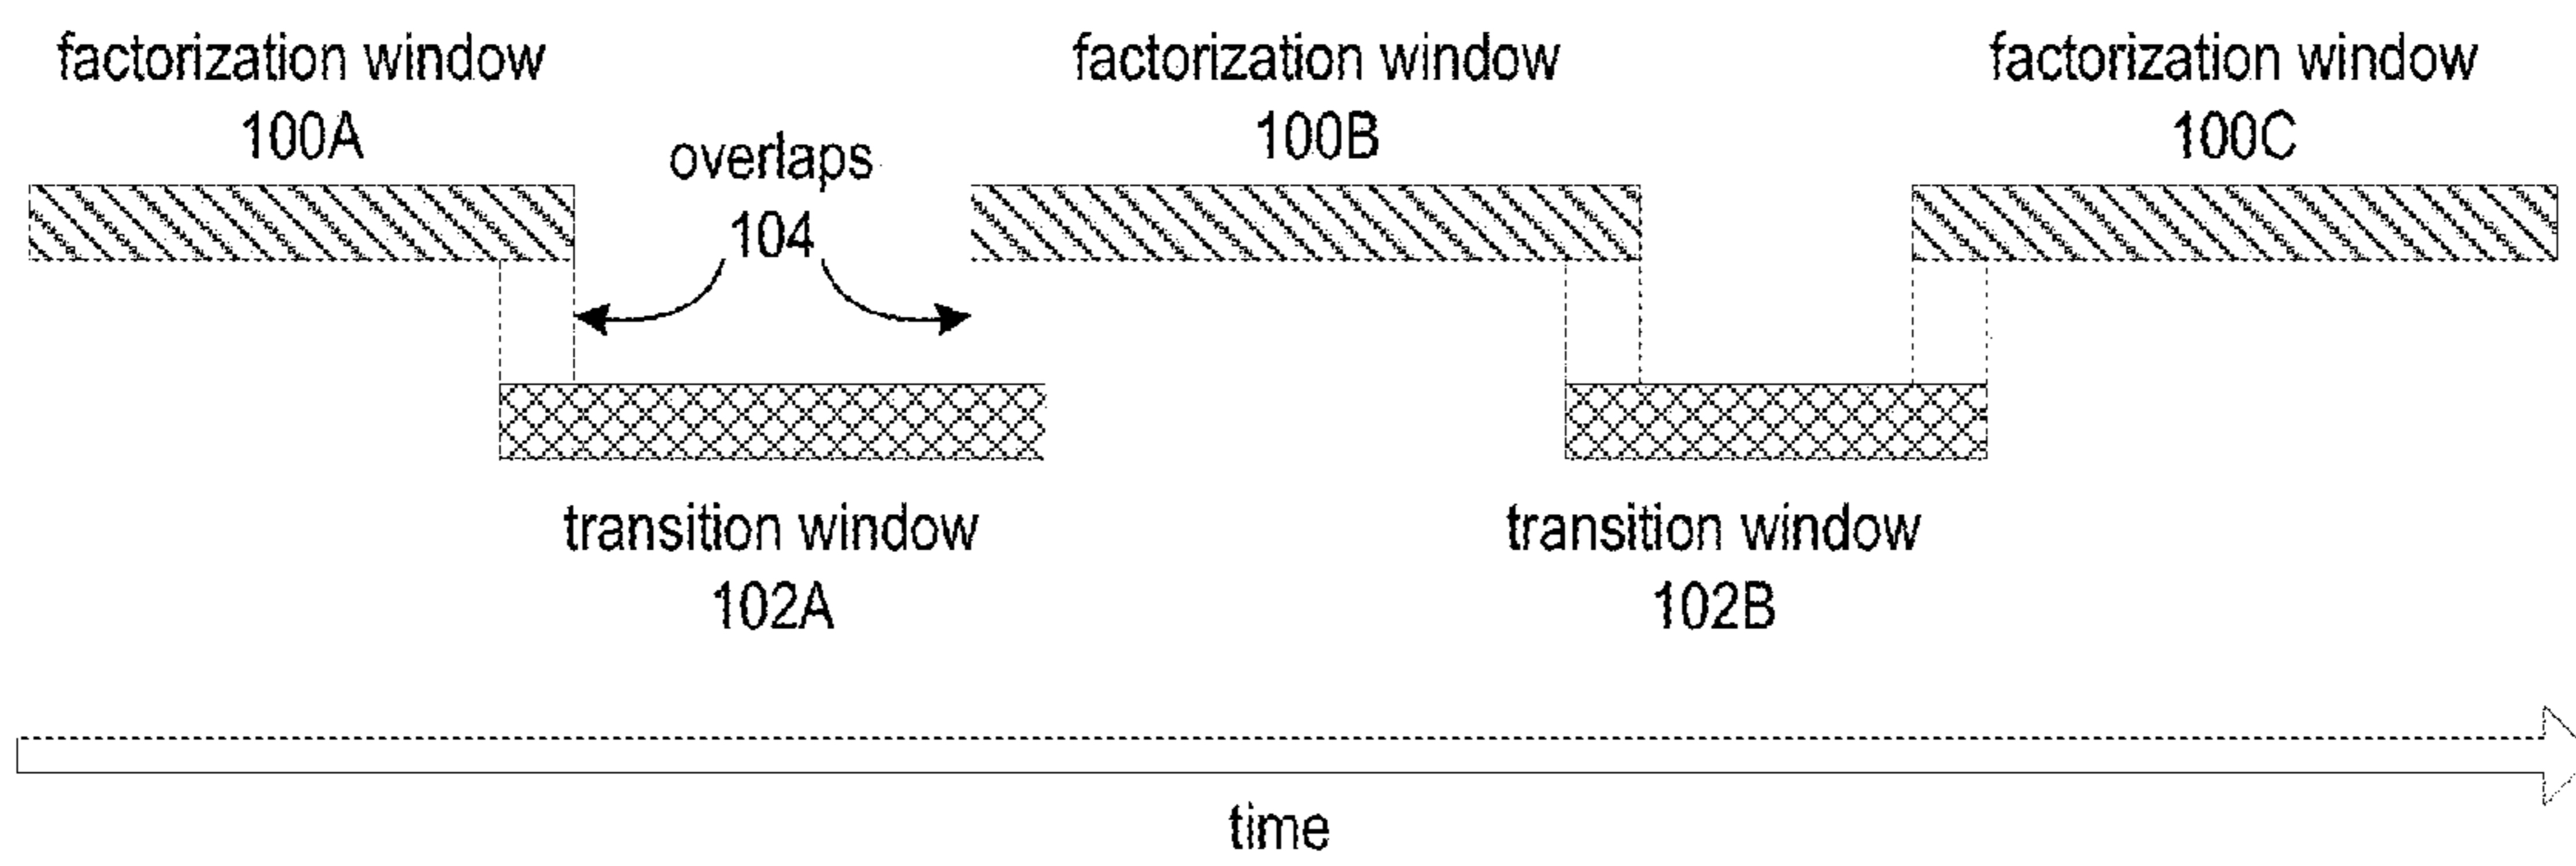 factorization window
100A
overlaps
104
factorization window
100B
factorization window
100C
transition window
102A
transition window
102B
time